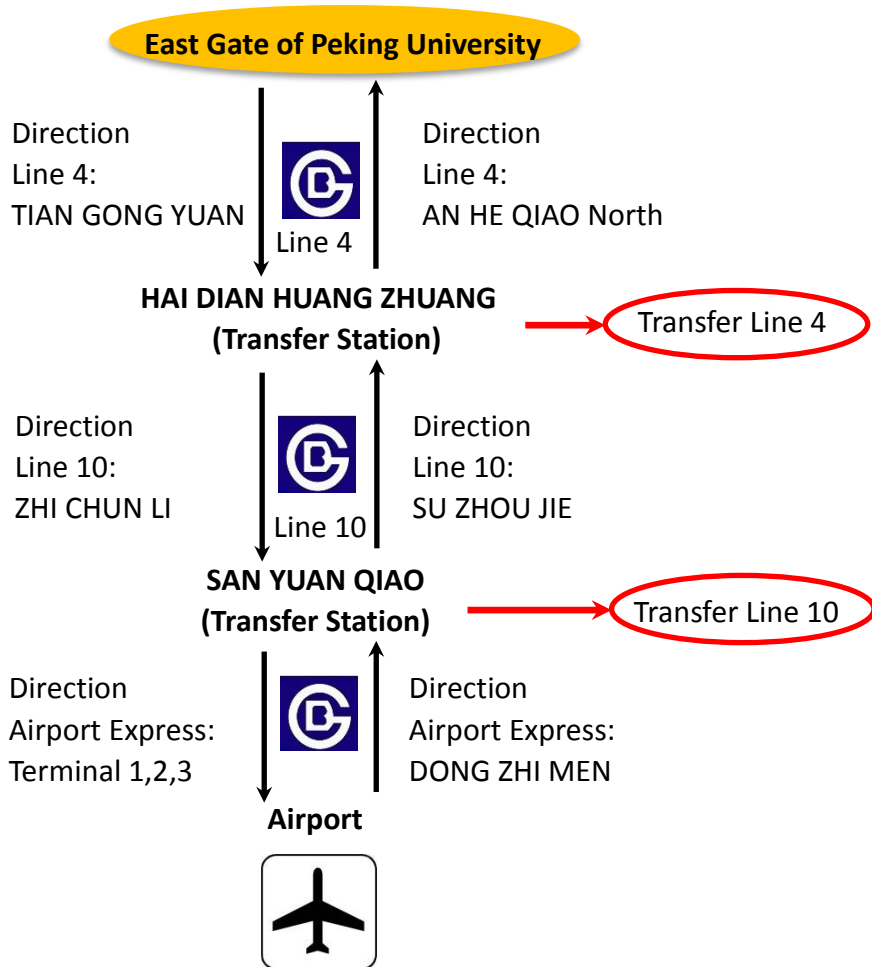 East Gate of Peking University
Direction
Line 4:
TIAN GONG YUAN
Line 4
Direction
Line 4:
AN HE QIAO North
HAI DIAN HUANG ZHUANG
(Transfer Station)
Transfer Line 4
Direction
Line 10:
ZHI CHUN LI
Line 10
Direction
Line 10:
SU ZHOU JIE
SAN YUAN QIAO
(Transfer Station)
Transfer Line 10
Direction
Airport Express:
Terminal 1,2,3
Direction
Airport Express:
DONG ZHI MEN
Airport